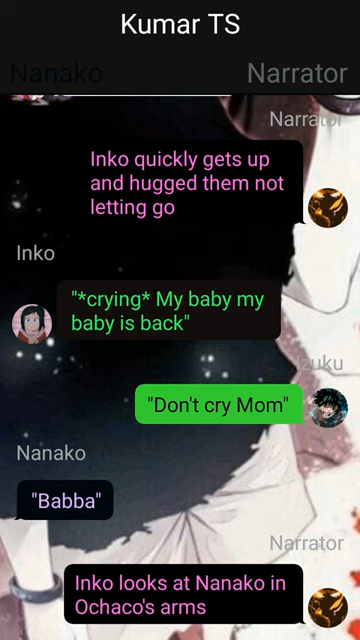 Kumar TS
Nanako
Narrator
Narrator
Inko quickly gets up
and hugged them not
letting go
Inko
"*crying* My baby my
baby is back"
Izuku
"Don't cry Mom"
Nanako
"Babba"
Narrator
Inko looks at Nanako in
Ochaco's arms